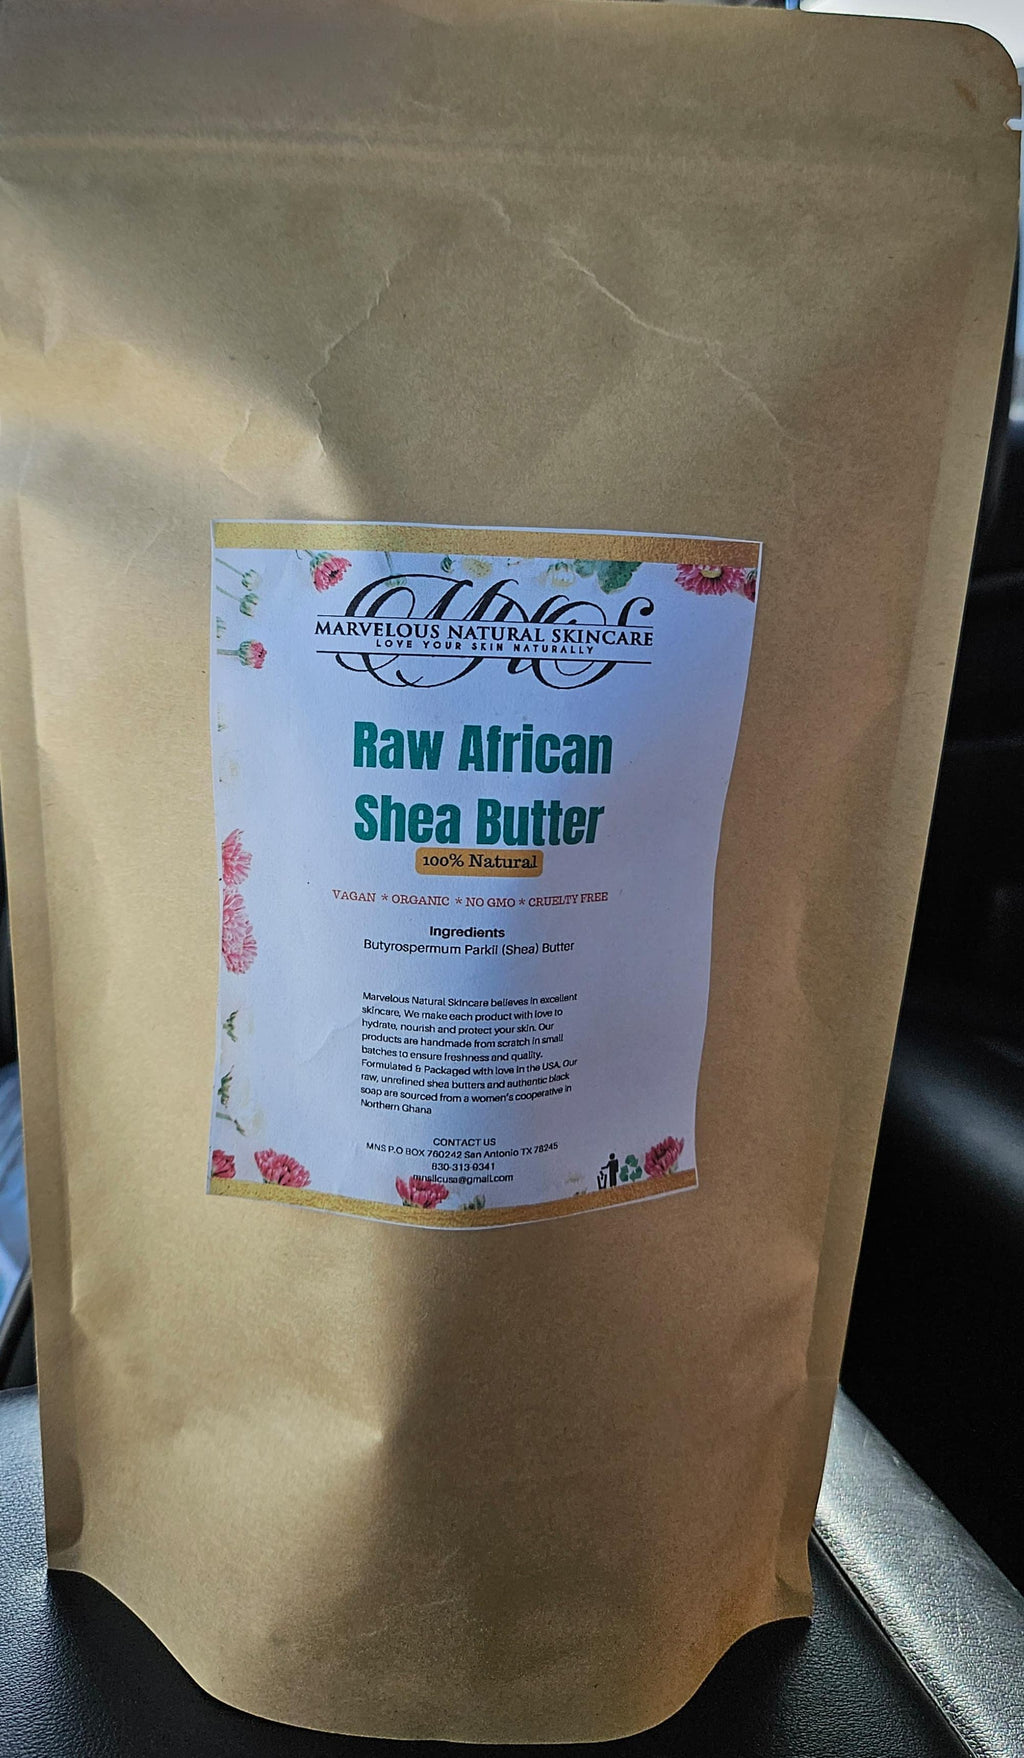 MNS
MARVELOUS NATURAL SKINCARE
LOVE YOUR SKIN NATURALLY
Raw African
Shea Butter
100% Natural
VAGAN * ORGANIC * NO GMO * CRUELTY FREE
Ingredients
Butyrospermum Parkii (Shea) Butter
Marvelous Natural Skincare believes in excellent
skincare, We make each product with love to
hydrate, nourish and protect your skin. Our
products are handmade from scratch in small
batches to ensure freshness and quality.
Formulated & Packaged with love in the USA. Our
raw, unrefined shea butters and authentic black
soap are sourced from a women's cooperative in
Northern Ghana
CONTACT US
MNS P.O BOX 760242 San Antonio TX 78245
830-313-9341
mnsllcusa@gmail.com